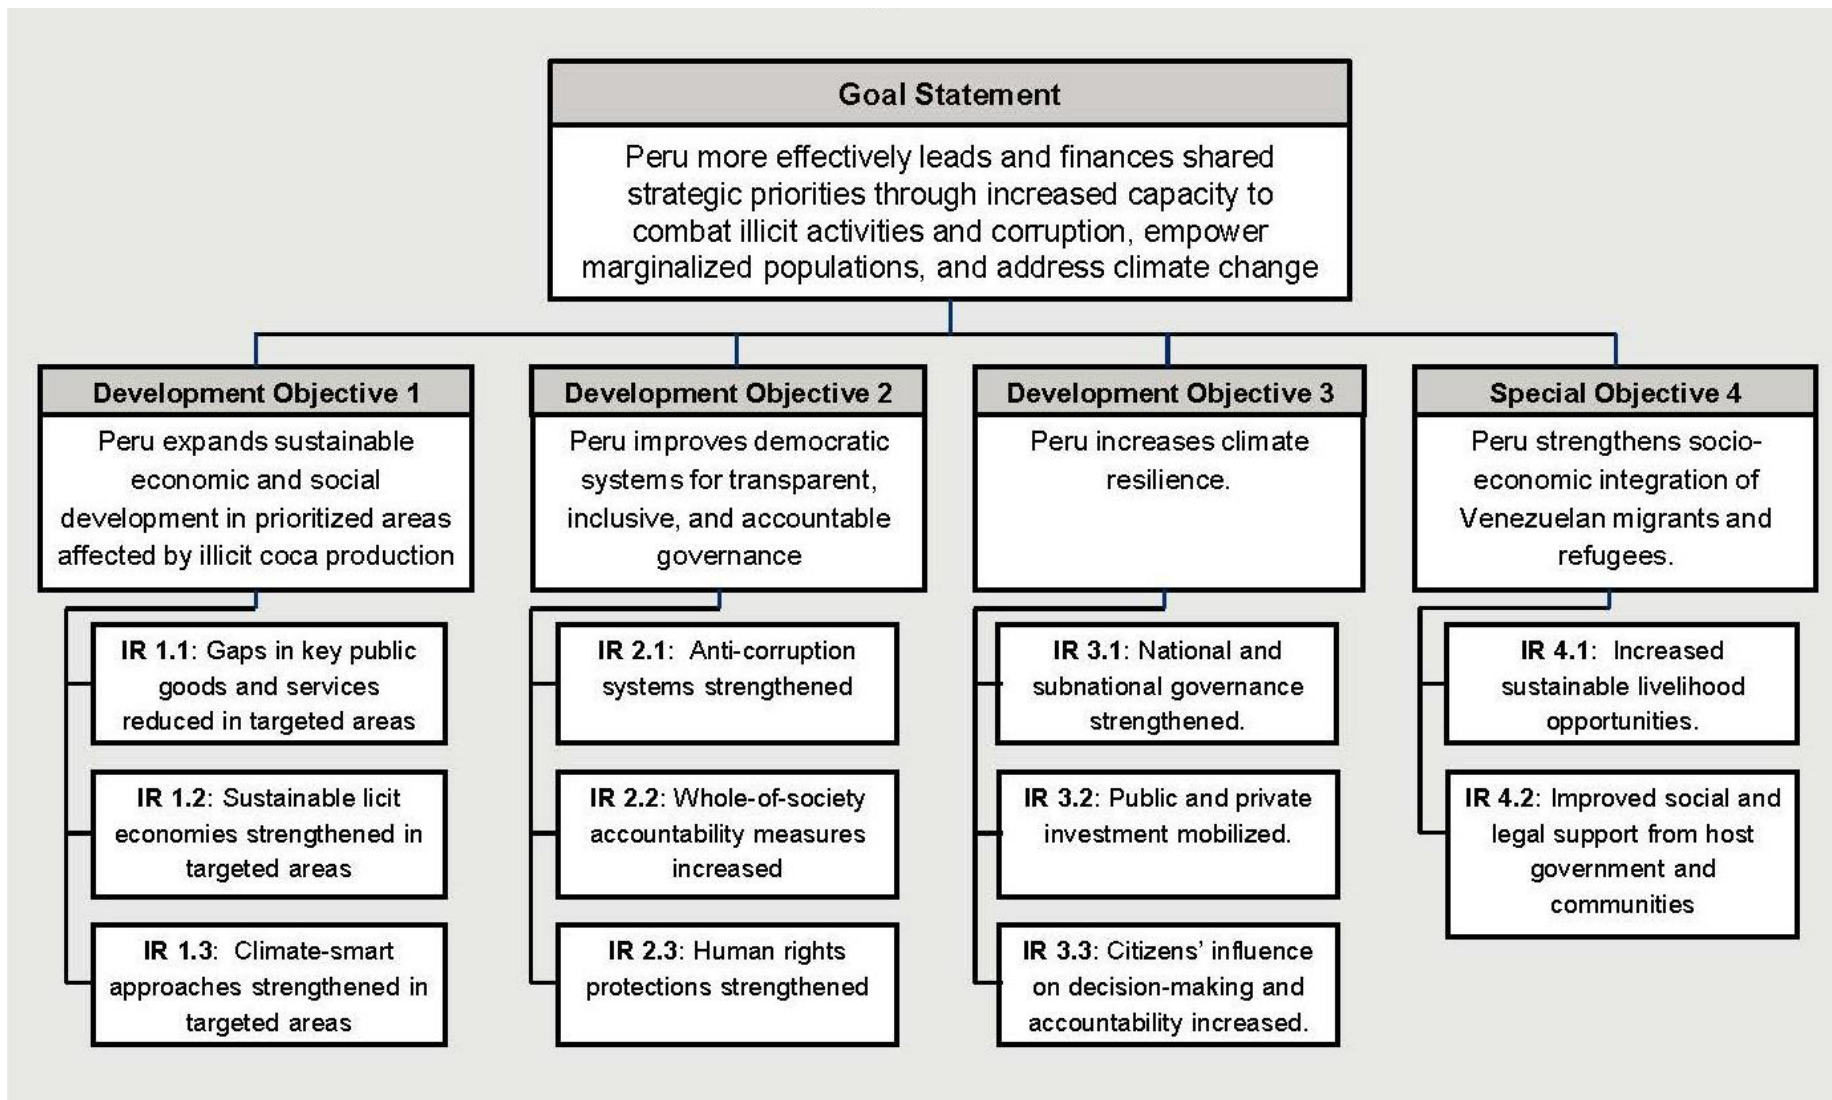 Goal Statement
Peru more effectively leads and finances shared
strategic priorities through increased capacity to
combat illicit activities and corruption, empower
marginalized populations, and address climate change
Development Objective 1
Peru expands sustainable
economic and social
development in prioritized areas
affected by illicit coca production
IR 1.1: Gaps in key public
goods and services
reduced in targeted areas
IR 1.2: Sustainable licit
economies strengthened in
targeted areas
IR 1.3: Climate-smart
approaches strengthened in
targeted areas
Development Objective 2
Peru improves democratic
systems for transparent,
inclusive, and accountable
governance
IR 2.1: Anti-corruption
systems strengthened
IR 2.2: Whole-of-society
accountability measures
increased
IR 2.3: Human rights
protections strengthened
Development Objective 3
Peru increases climate
resilience.
IR 3.1: National and
subnational governance
strengthened.
IR 3.2: Public and private
investment mobilized.
IR 3.3: Citizens’ influence
on decision-making and
accountability increased.
Special Objective 4
Peru strengthens socio-
economic integration of
Venezuelan migrants and
refugees.
IR 4.1: Increased
sustainable livelihood
opportunities.
IR 4.2: Improved social and
legal support from host
government and
communities